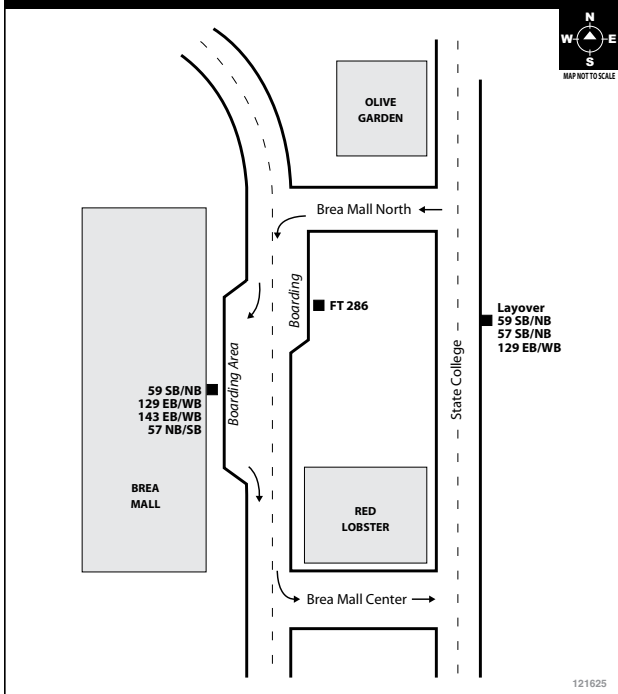 N
W E
S
MAP NOT TO SCALE
OLIVE
GARDEN
Brea Mall North
Boarding
FT 286
Layover
59 SB/NB
57 SB/NB
129 EB/WB
State College
59 SB/NB
129 EB/WB
143 EB/WB
57 NB/SB
Boarding Area
BREA
MALL
RED
LOBSTER
Brea Mall Center
121625